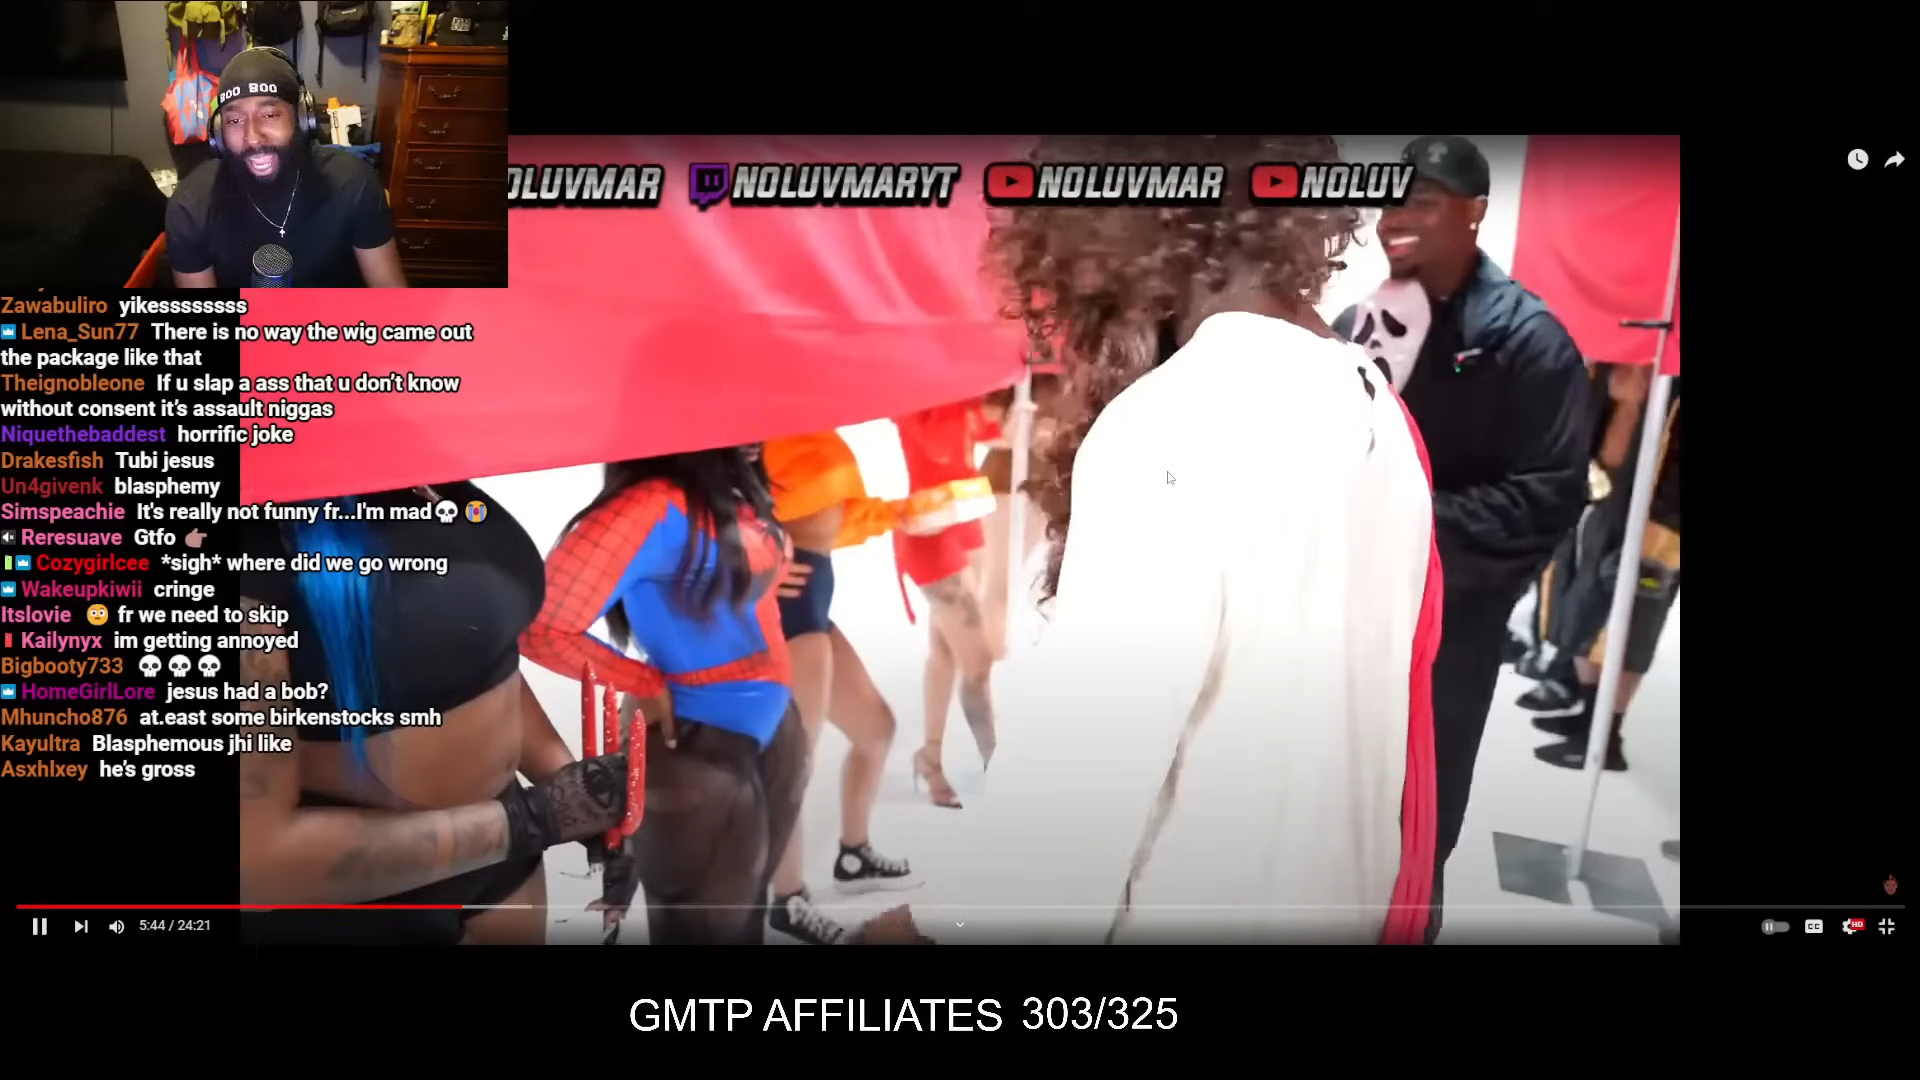 BOO BOO
OLUVMAR NOLUVMARYT NOLUVMAR NOLUV
Zawabuliro yikessssssss
Lena_Sun77 There is no way the wig came out
the package like that
Theignobleone If u slap a ass that u don't know
without consent it's assault niggas
Niquethebaddest horrific joke
Drakesfish Tubi jesus
Un4givenk blasphemy
Simspeachie It's really not funny fr...I'm mad💀 😭
Reresuave Gtfo 👉🏽
Cozygirlcee *sigh* where did we go wrong
Wakeupkiwii cringe
Itslovie 😳 fr we need to skip
Kailynyx im getting annoyed
Bigbooty733 💀💀💀
HomeGirlLore jesus had a bob?
Mhuncho876 at.east some birkenstocks smh
Kayultra Blasphemous jhi like
Asxhlxey he's gross
5:44 / 24:21
CC
HD
GMTP AFFILIATES 303/325